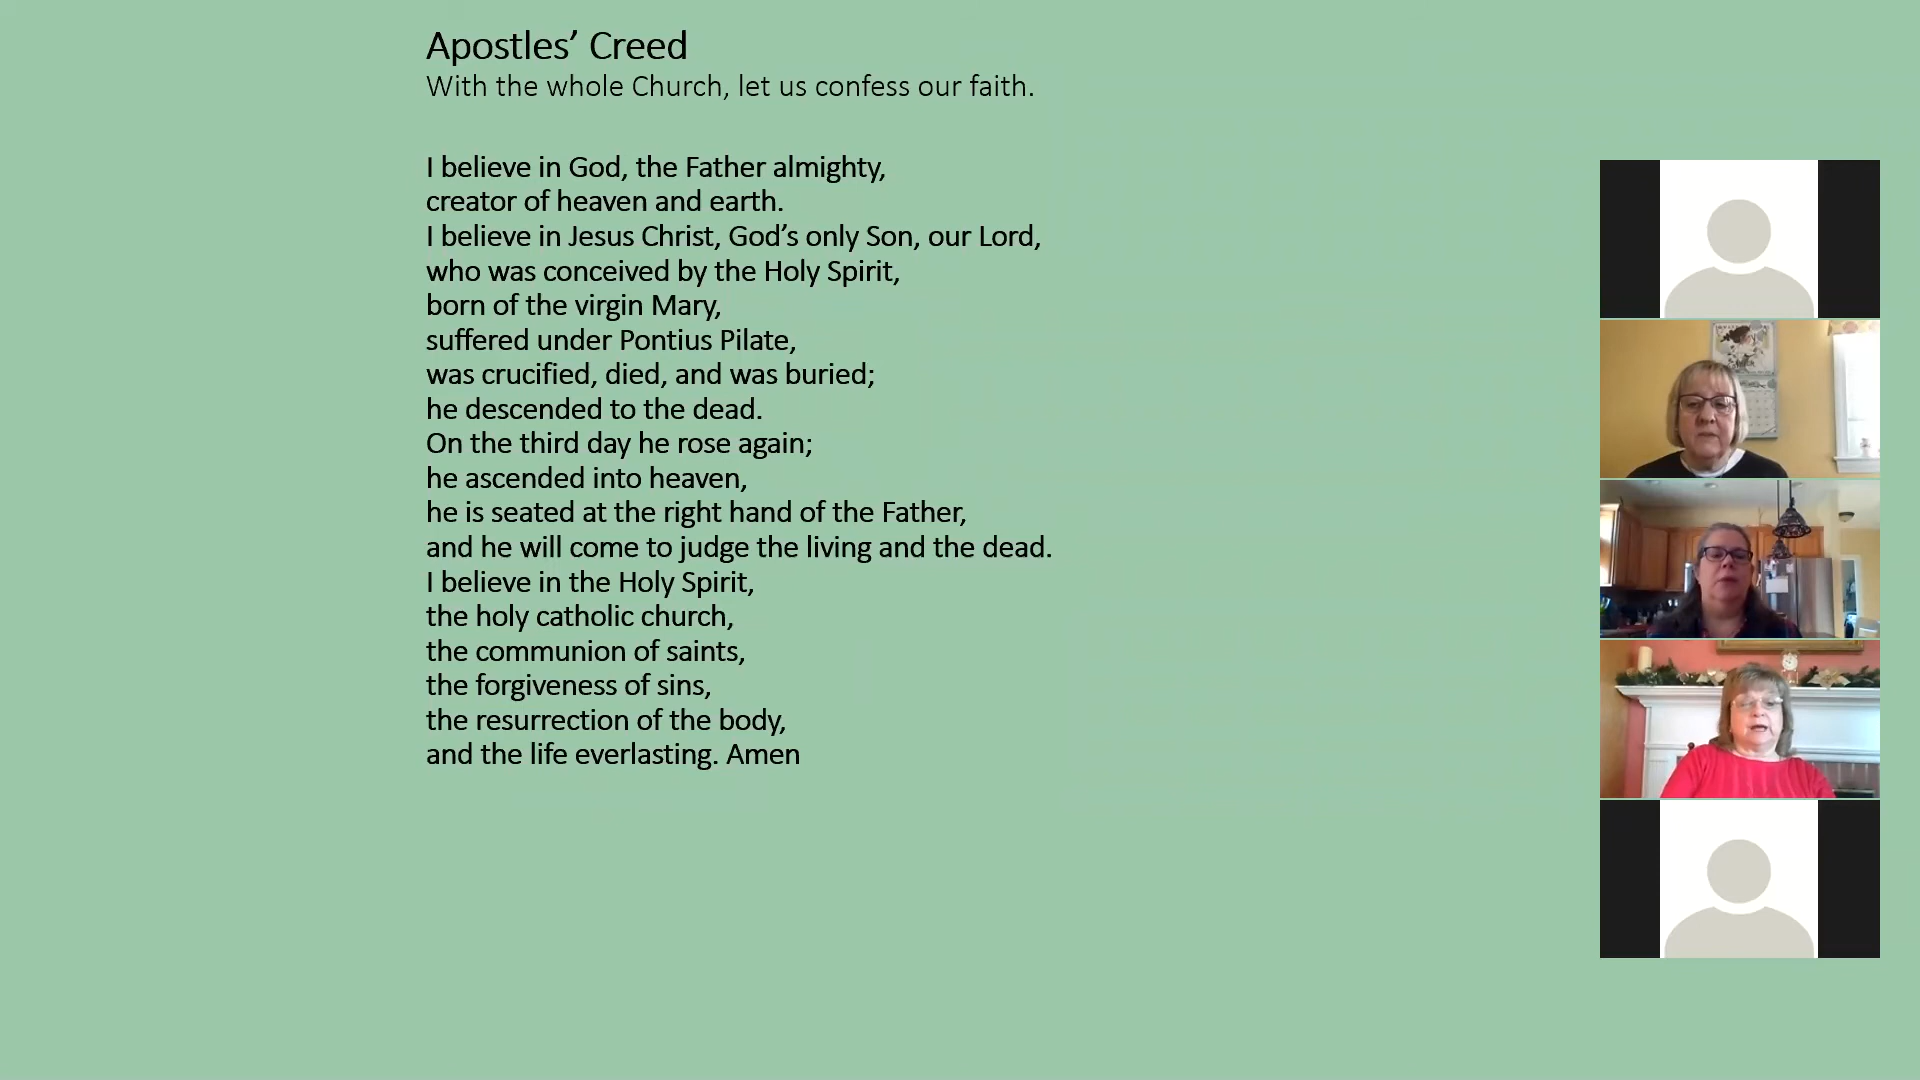 Apostles’ Creed
With the whole Church, let us confess our faith.
I believe in God, the Father almighty,
creator of heaven and earth.
I believe in Jesus Christ, God’s only Son, our Lord,
who was conceived by the Holy Spirit,
born of the virgin Mary,
suffered under Pontius Pilate,
was crucified, died, and was buried;
he descended to the dead.
On the third day he rose again;
he ascended into heaven,
he is seated at the right hand of the Father,
and he will come to judge the living and the dead.
I believe in the Holy Spirit,
the holy catholic church,
the communion of saints,
the forgiveness of sins,
the resurrection of the body,
and the life everlasting. Amen